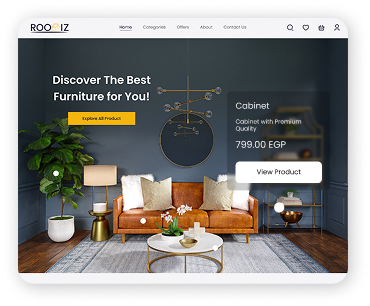 ROOMIZ
Home Categories Offers About Contact Us
Discover The Best
Furniture for You!
Explore All Product
Cabinet
Cabinet with Premium
Quality
799.00 EGP
View Product